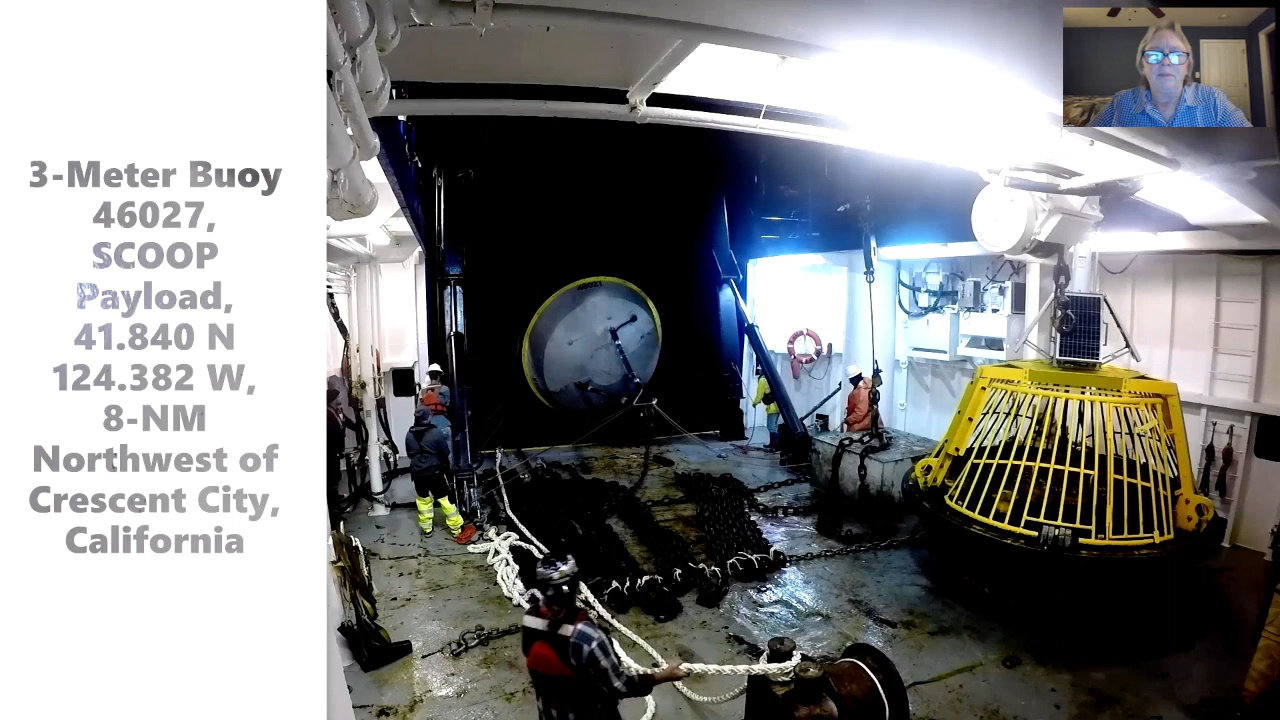 3-Meter Buoy
46027,
SCOOP
Payload,
41.840 N
124.382 W,
8-NM
Northwest of
Crescent City,
California